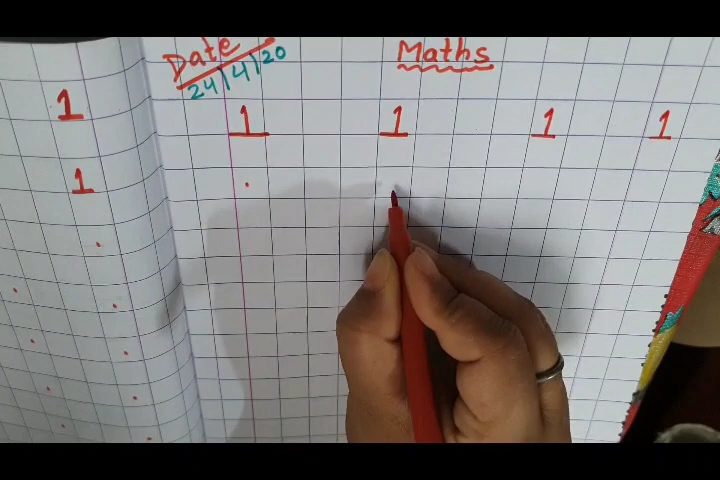 Date
24/4/20
Maths
1 1 1 1
1
1